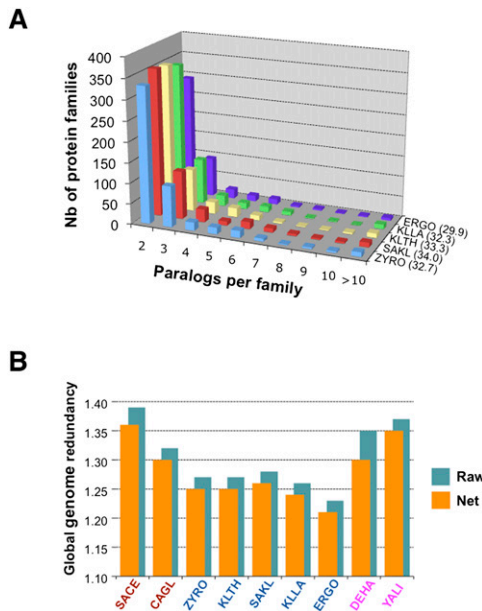 A
Nb of protein families
400
350
300
250
200
150
100
50
0
2 3 4 5 6 7 8 9 10 >10
Paralogs per family
ERGO (29.9)
KLLA (32.3)
KLTH (33.3)
SAKL (34.0)
ZYRO (32.7)
B
Global genome redundancy
1.40
1.35
1.30
1.25
1.20
1.15
1.10
Raw
Net
SACE CAGL ZYRO KLTH SAKL KLLA ERGO DEHA YALI